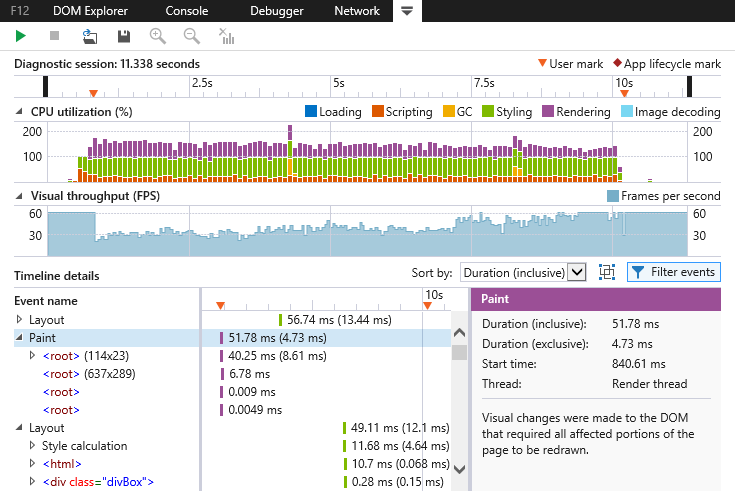 F12 DOM Explorer Console Debugger Network
Diagnostic session: 11.338 seconds User mark App lifecycle mark
2.5s 5s 7.5s 10s
CPU utilization (%) Loading Scripting GC Styling Rendering Image decoding
200 200
100 100
Visual throughput (FPS) Frames per second
60 60
30 30
Timeline details Sort by: Duration (inclusive) Filter events
Event name 10s Paint
Layout 56.74 ms (13.44 ms)
Paint 51.78 ms (4.73 ms)
<root> (114x23) 40.25 ms (8.61 ms)
<root> (637x289) 6.78 ms
<root> 0.009 ms
<root> 0.0049 ms
Layout 49.11 ms (12.1 ms)
Style calculation 11.68 ms (4.64 ms)
<html> 10.7 ms (0.068 ms)
<div class="divBox"> 0.28 ms (0.15 ms)
Duration (inclusive): 51.78 ms
Duration (exclusive): 4.73 ms
Start time: 840.61 ms
Thread: Render thread
Visual changes were made to the DOM
that required all affected portions of the
page to be redrawn.